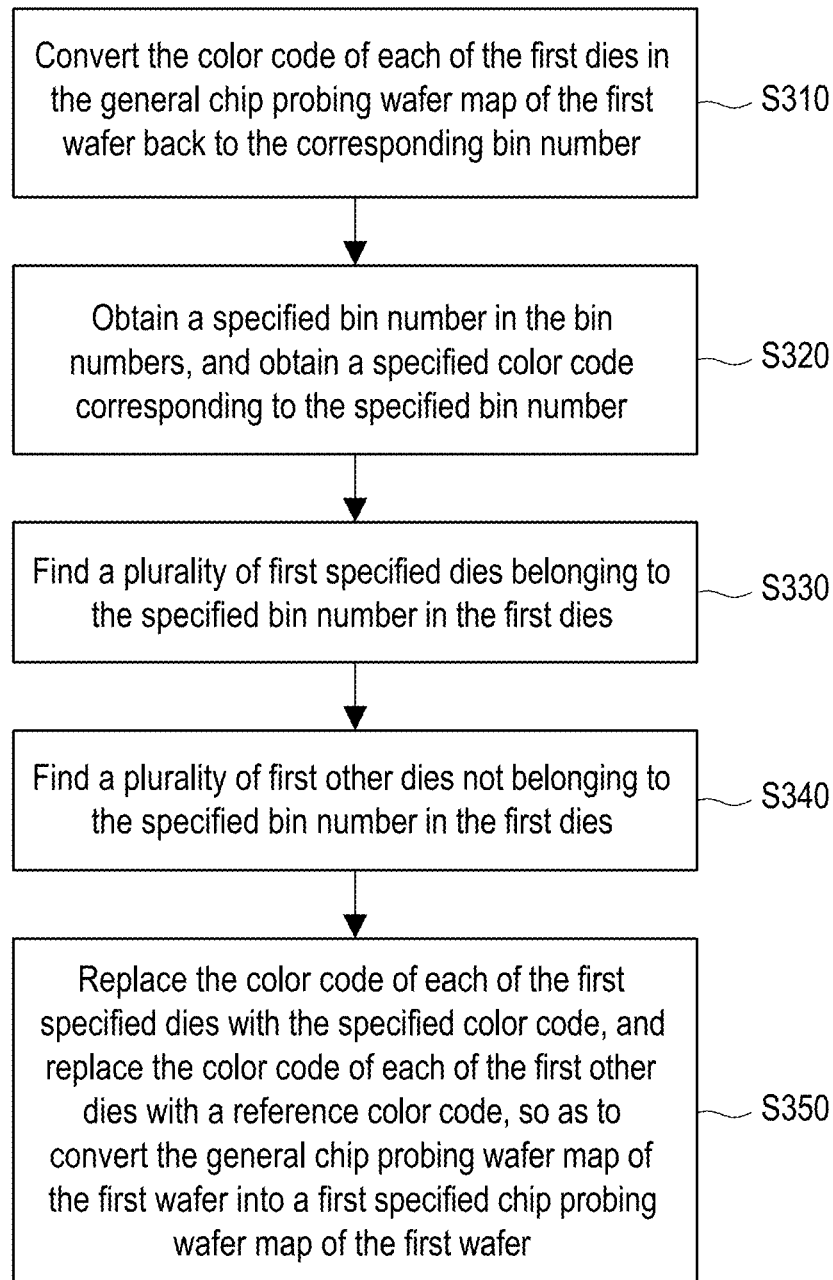 Convert the color code of each of the first dies in
the general chip probing wafer map of the first
wafer back to the corresponding bin number
S310
Obtain a specified bin number in the bin
numbers, and obtain a specified color code
corresponding to the specified bin number
S320
Find a plurality of first specified dies belonging to
the specified bin number in the first dies
S330
Find a plurality of first other dies not belonging to
the specified bin number in the first dies
S340
Replace the color code of each of the first
specified dies with the specified color code, and
replace the color code of each of the first other
dies with a reference color code, so as to
convert the general chip probing wafer map of
the first wafer into a first specified chip probing
wafer map of the first wafer
S350